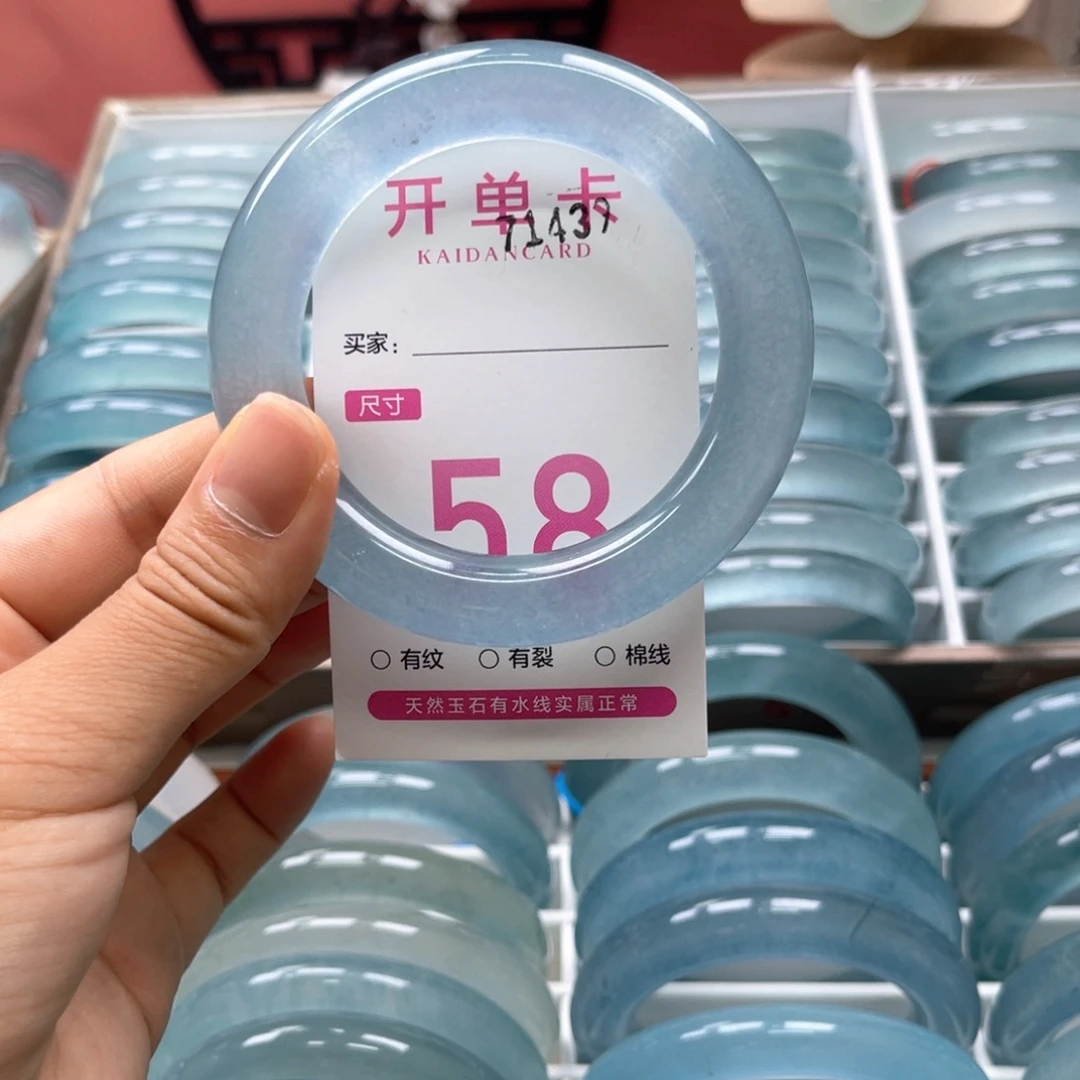 开单卡
71439
KAIDANCARD
买家：
尺寸
58
有纹 有裂 棉线
天然玉石有水线实属正常